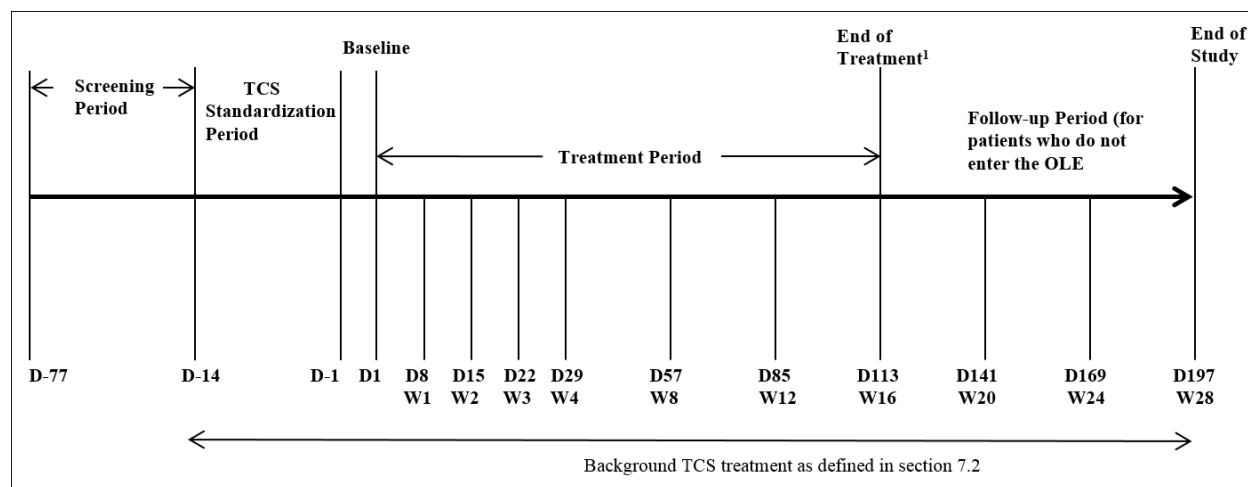 Baseline
End of
Treatment1
End of
Study
Screening
Period
TCS
Standardization
Period
Treatment Period
Follow-up Period (for
patients who do not
enter the OLE
D-77
D-14
D-1
D1
D8
W1
D15
W2
D22
W3
D29
W4
D57
W8
D85
W12
D113
W16
D141
W20
D169
W24
D197
W28
Background TCS treatment as defined in section 7.2